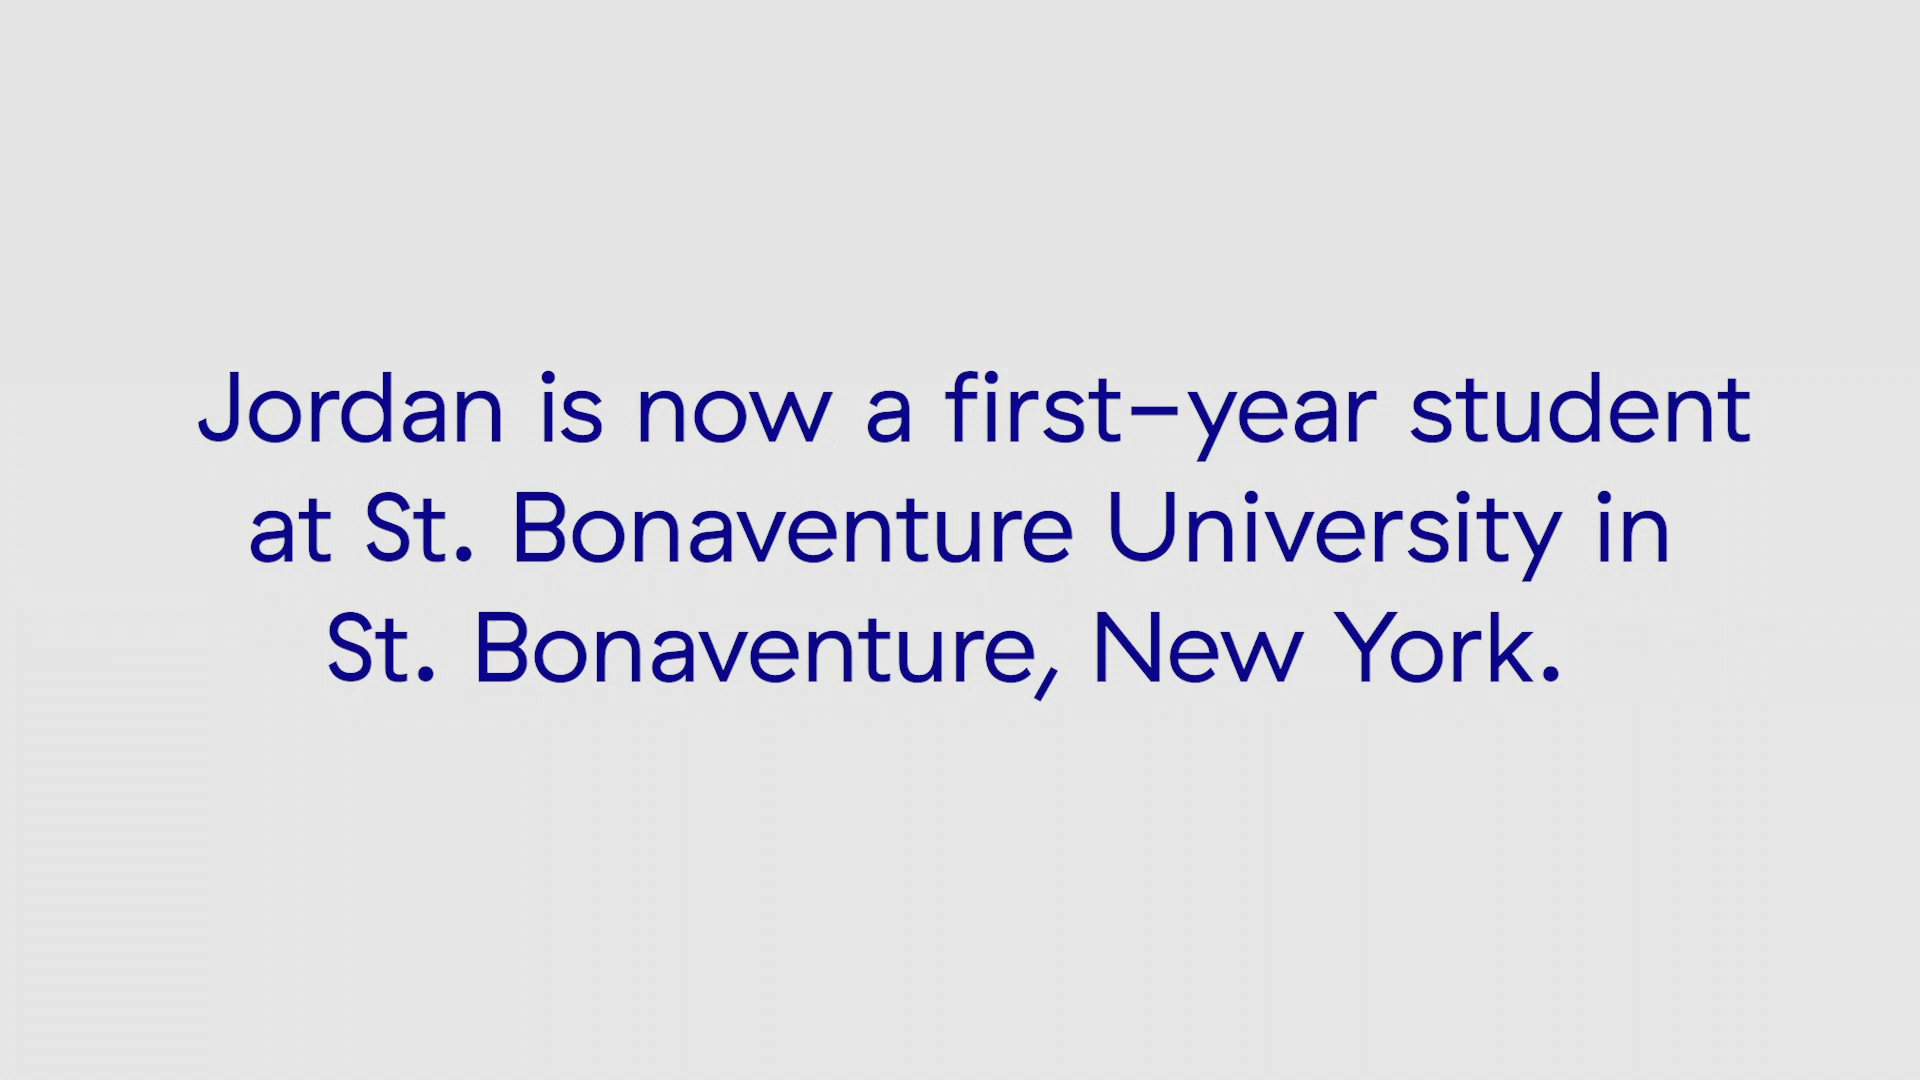 Jordan is now a first-year student
at St. Bonaventure University in
St. Bonaventure, New York.